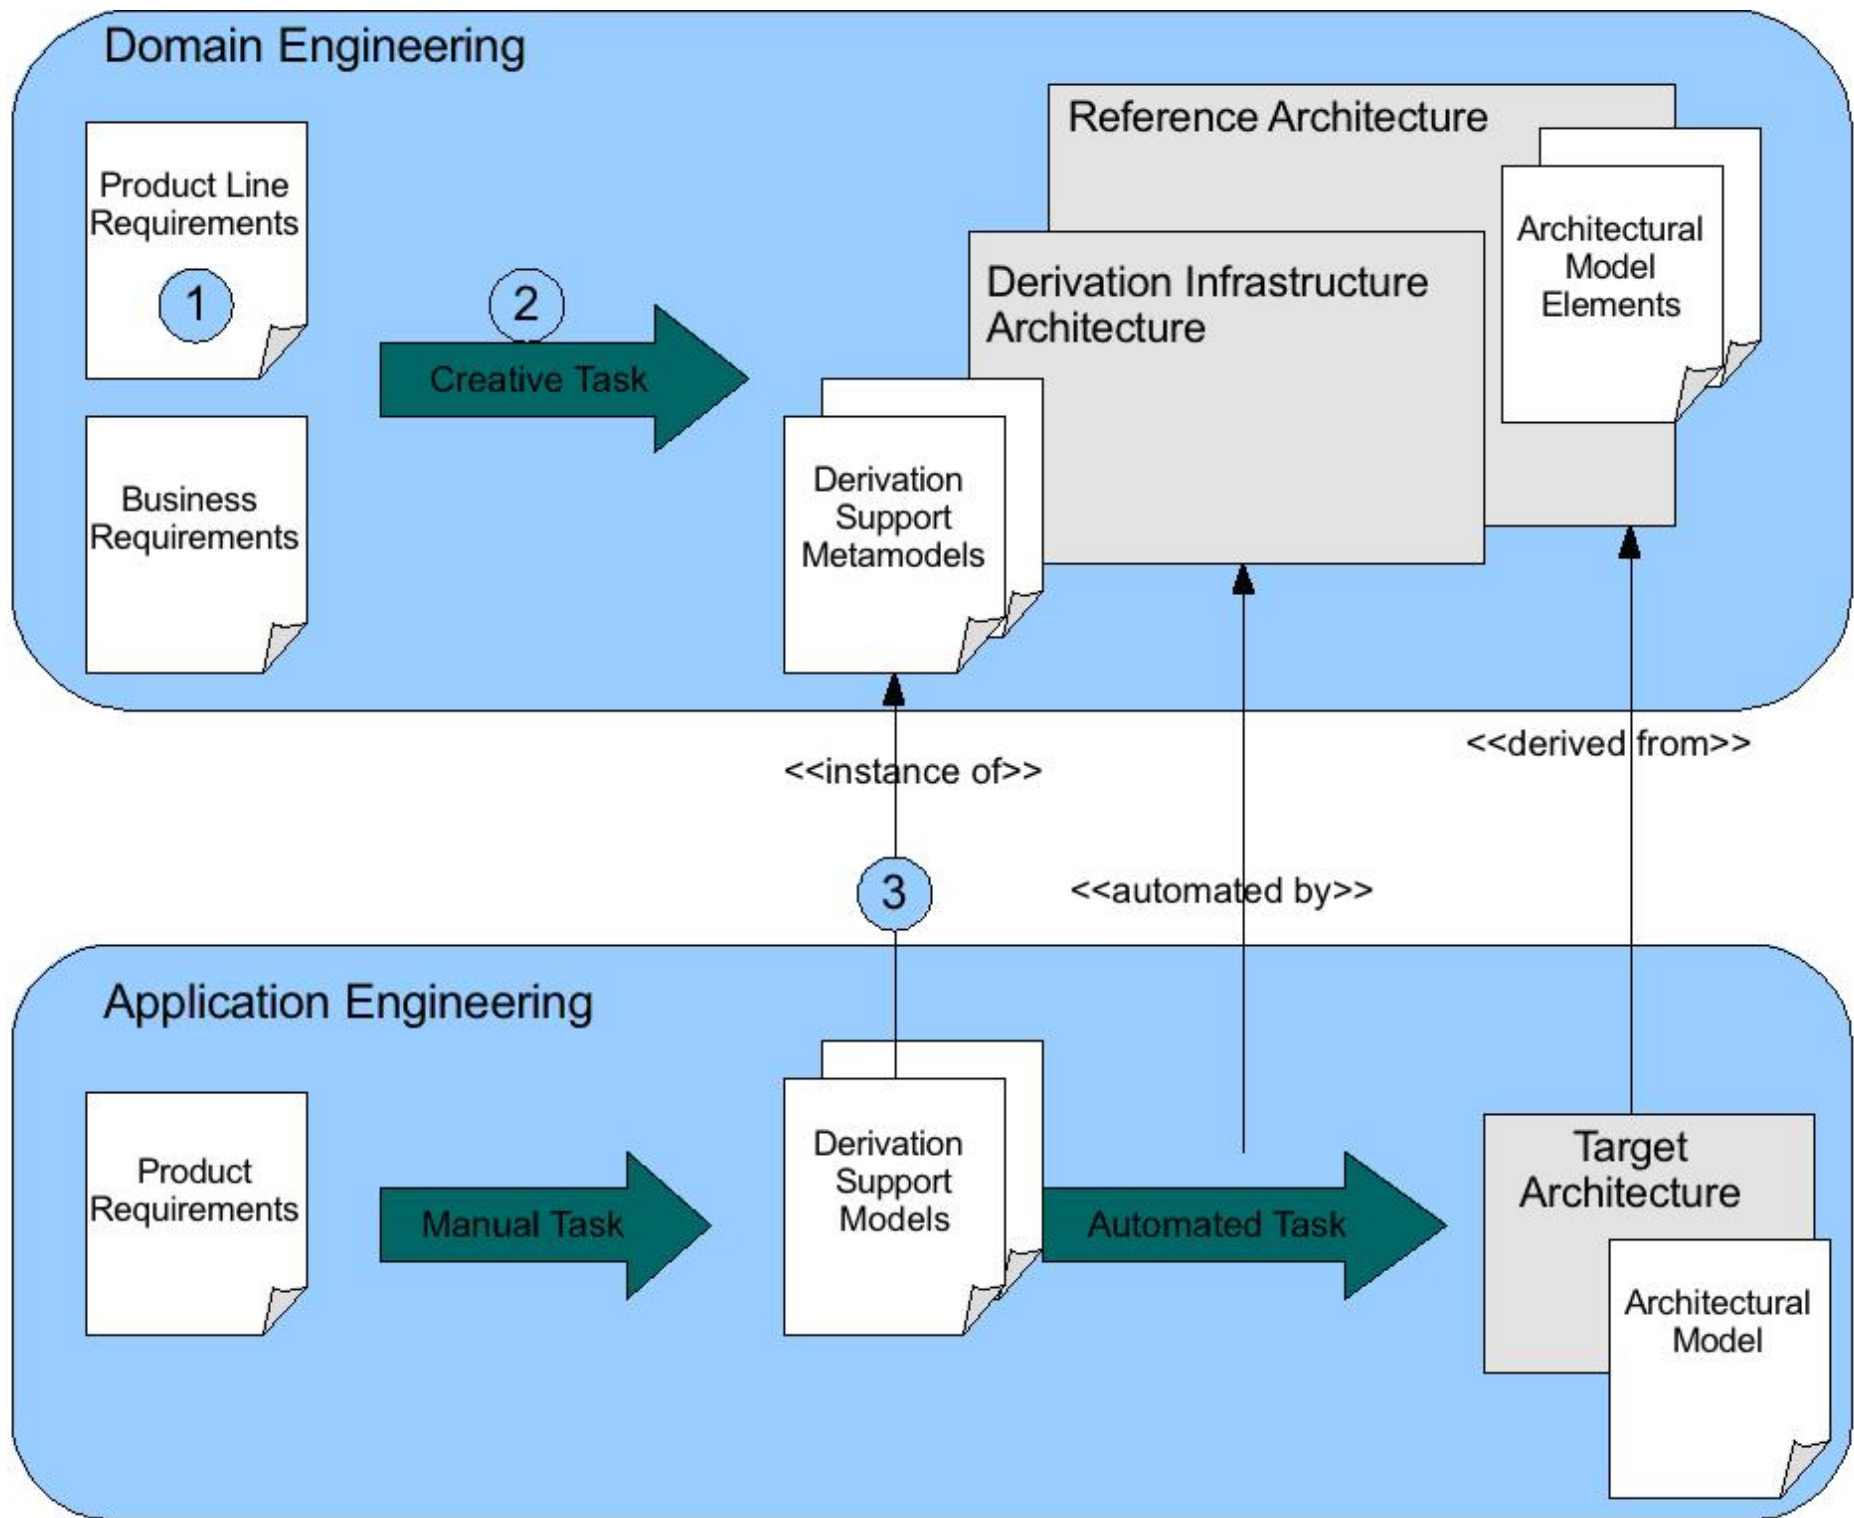 Domain Engineering
Product Line
Requirements
1
2
Creative Task
Business
Requirements
Reference Architecture
Architectural
Model
Elements
Derivation Infrastructure
Architecture
Derivation
Support
Metamodels
<<instance of>>
<<derived from>>
3
<<automated by>>
Application Engineering
Product
Requirements
Manual Task
Derivation
Support
Models
Automated Task
Target
Architecture
Architectural
Model